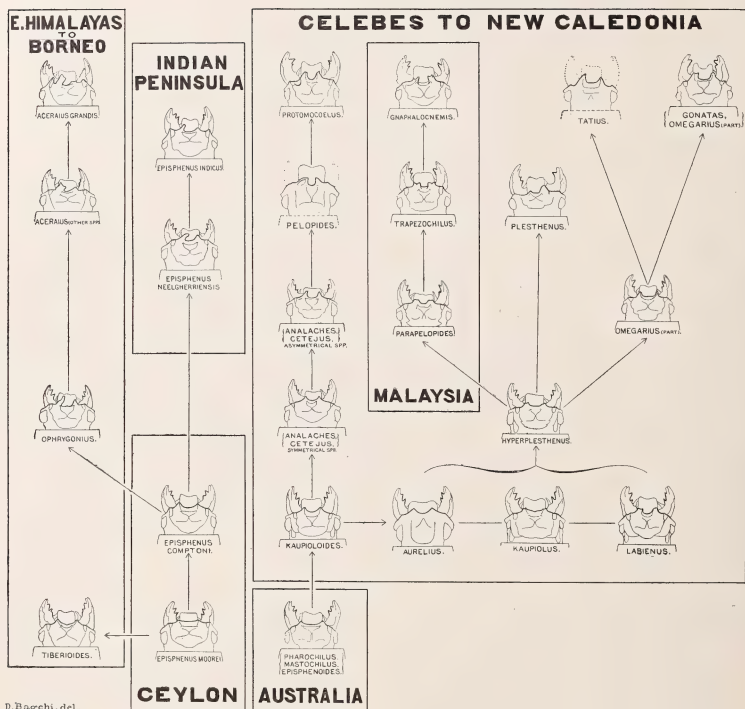 E. HIMALAYAS
TO
BORNEO
ACERAIUS GRANDIS.
ACERAIUS (OTHER SPP.)
OPHRYGONIUS.
TIBERIOIDES.
INDIAN
PENINSULA
EPISPHENUS INDICUS
EPISPHENUS
NEELGHERRIENSIS
EPISPHENUS
COMPTONI.
EPISPHENUS MOOREI
CEYLON
CELEBES TO NEW CALEDONIA
PROTOMOCOELUS.
PELOPIDES.
ANALACHES,
CETEJUS,
ASYMMETRICAL SPP.
ANALACHES,
CETEJUS,
SYMMETRICAL SPP.
KAUPIOLOIDES.
GNAPHALOCNEMIS.
TRAPEZOCHILUS.
PARAPELOPIDES
MALAYSIA
TATIUS.
GONATAS,
OMEGARIUS (PART).
PLESTHENUS.
OMEGARIUS (PART).
HYPERPLESTHENUS.
AURELIUS.
KAUPIOLUS.
LABIENUS.
PHAROCHILUS.
MASTOCHILUS.
EPISPHENOIDES.
AUSTRALIA
D. Bagchi, del.